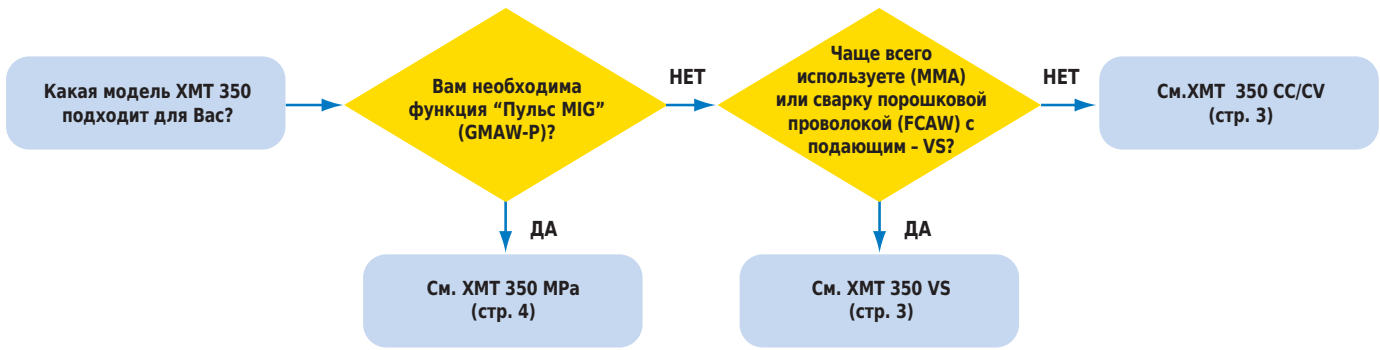 Какая модель XMT 350
подходит для Вас?
Вам необходима
функция “Пульс MIG”
(GMAW-P)?
НЕТ
Чаще всего
используете (MMA)
или сварку порошковой
проволокой (FCAW) с
подающим – VS?
НЕТ
См.XMT 350 CC/CV
(стр. 3)
ДА
См. XMT 350 MPa
(стр. 4)
ДА
См. XMT 350 VS
(стр. 3)